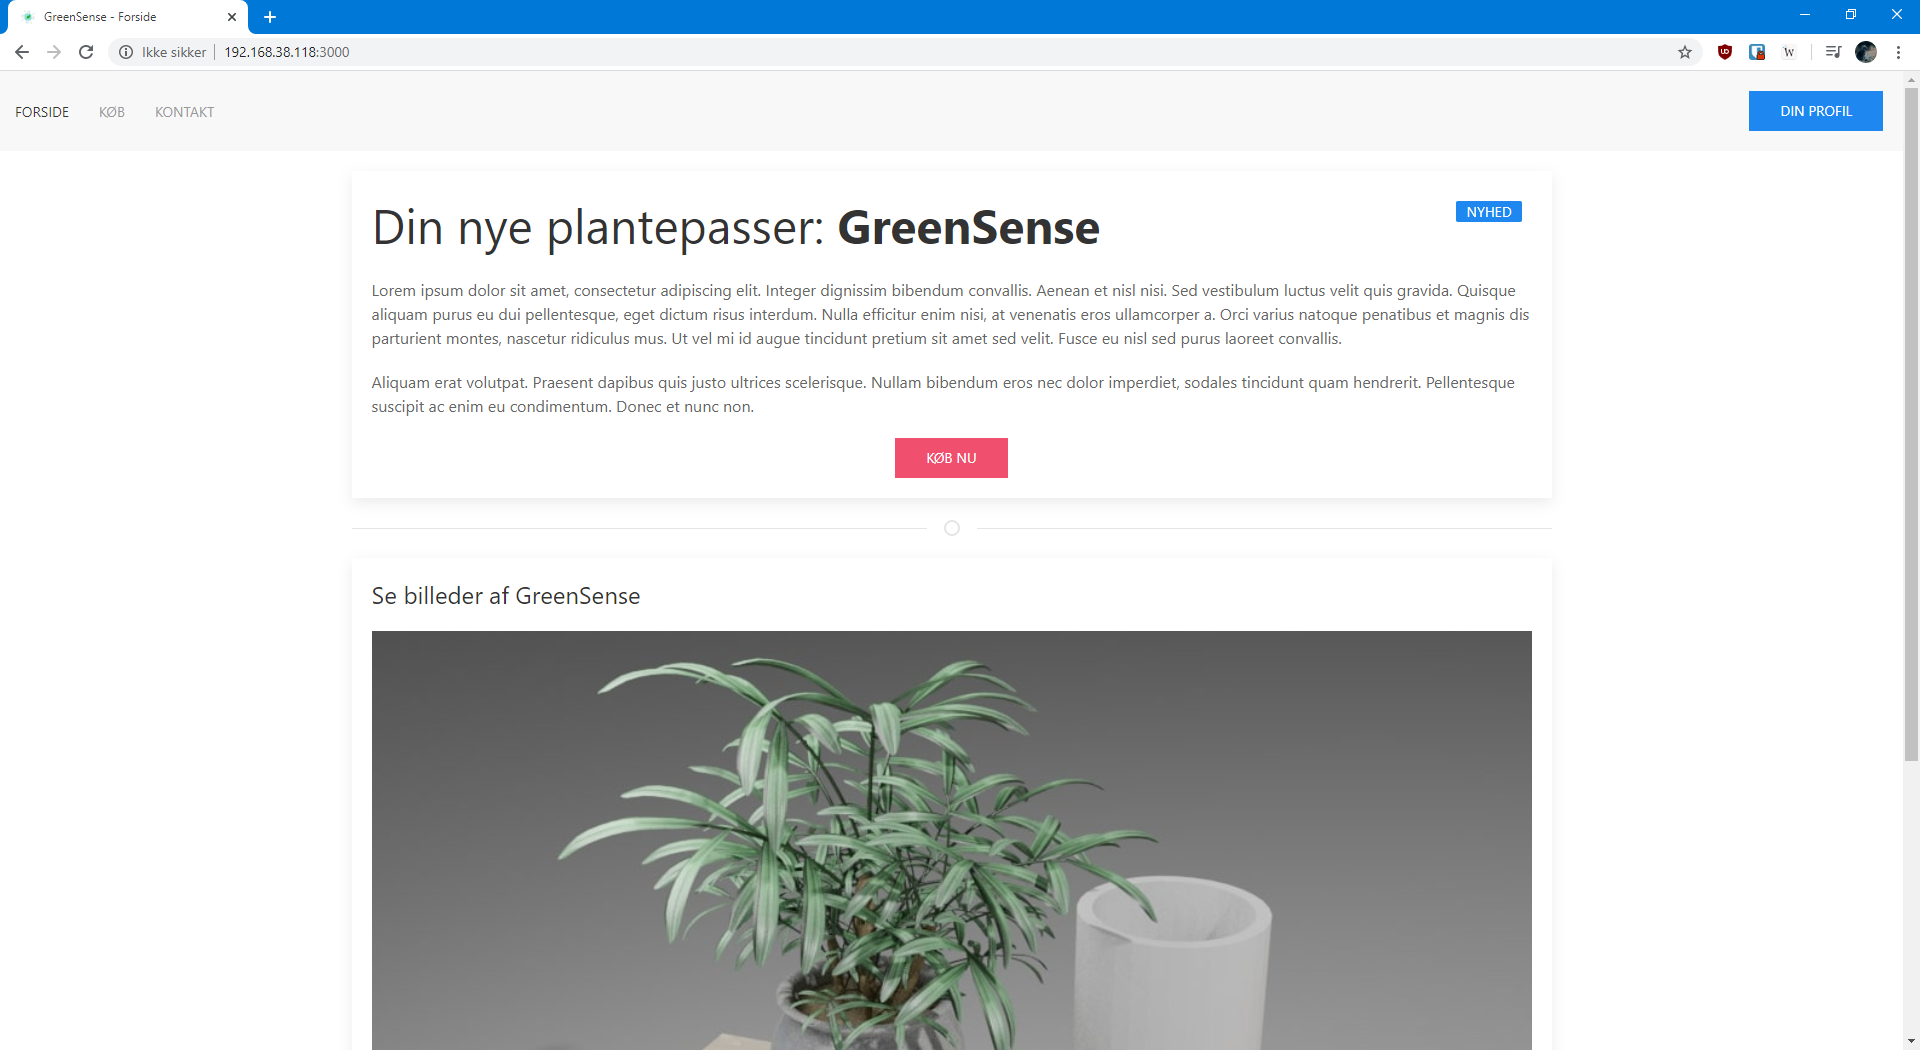 GreenSense - Forside
Ikke sikker
192.168.38.118:3000
FORSIDE
KØB
KONTAKT
DIN PROFIL
Din nye plantepasser: GreenSense
NYHED
Lorem ipsum dolor sit amet, consectetur adipiscing elit. Integer dignissim bibendum convallis. Aenean et nisl nisi. Sed vestibulum luctus velit quis gravida. Quisque
aliquam purus eu dui pellentesque, eget dictum risus interdum. Nulla efficitur enim nisi, at venenatis eros ullamcorper a. Orci varius natoque penatibus et magnis dis
parturient montes, nascetur ridiculus mus. Ut vel mi id augue tincidunt pretium sit amet sed velit. Fusce eu nisl sed purus laoreet convallis.
Aliquam erat volutpat. Praesent dapibus quis justo ultrices scelerisque. Nullam bibendum eros nec dolor imperdiet, sodales tincidunt quam hendrerit. Pellentesque
suscipit ac enim eu condimentum. Donec et nunc non.
KØB NU
Se billeder af GreenSense